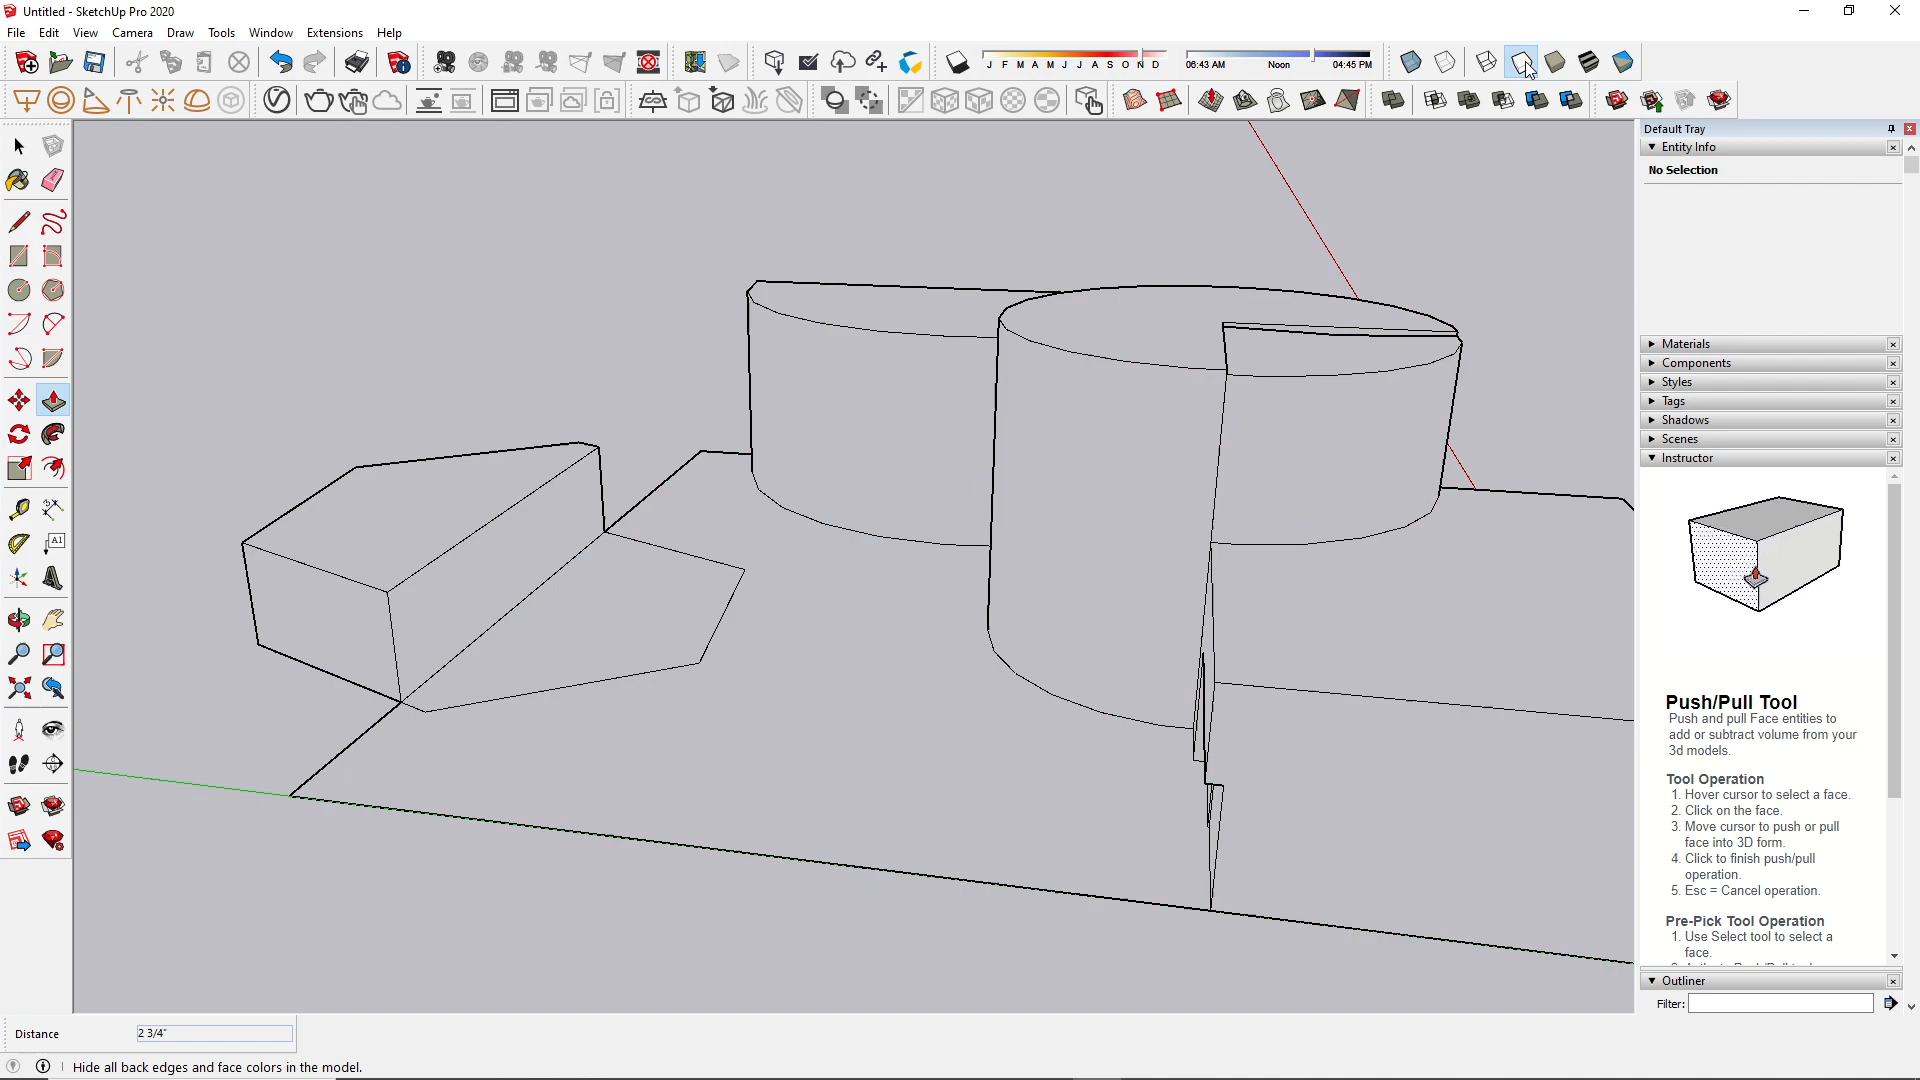 Untitled - SketchUp Pro 2020
File Edit View Camera Draw Tools Window Extensions Help
J F M A M J J A S O N D
06:43 AM Noon 04:45 PM
Default Tray
Entity Info
No Selection
Materials
Components
Styles
Tags
Shadows
Scenes
Instructor
A1
Push/Pull Tool
Push and pull Face entities to
add or subtract volume from your
3d models.
Tool Operation
1. Hover cursor to select a face.
2. Click on the face.
3. Move cursor to push or pull
face into 3D form.
4. Click to finish push/pull
operation.
5. Esc = Cancel operation.
Pre-Pick Tool Operation
1. Use Select tool to select a
face.
Outliner
Filter:
Distance 2 3/4"
Hide all back edges and face colors in the model.